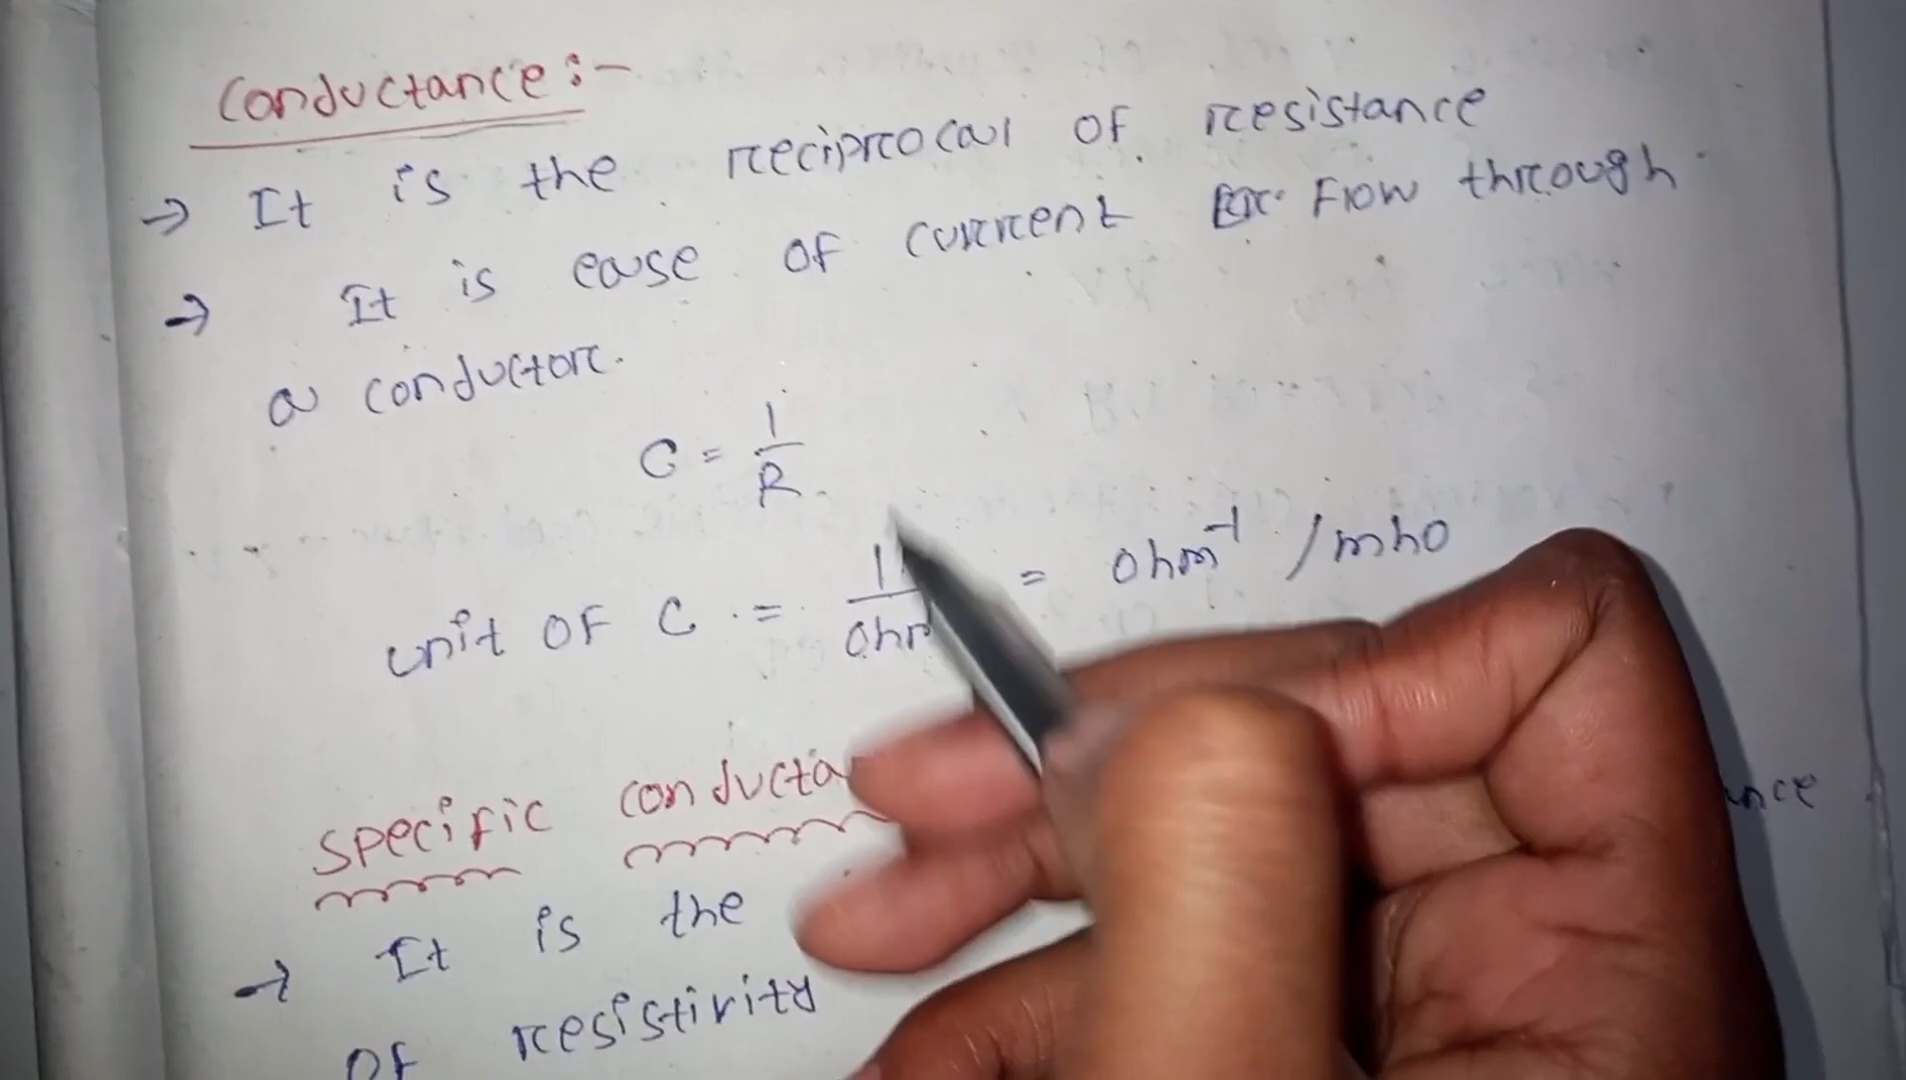 Conductance:-
→ It is the reciprocal of resistance
→ It is ease of current flow through
a conductor.
C = 1/R
unit of C = 1/ohm = ohm⁻¹ /mho
Specific
→ It is the
of resistivity